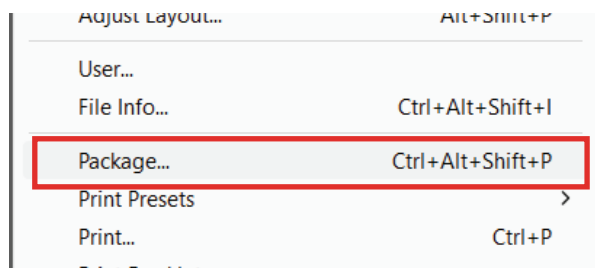 Adjust Layout... Alt+Shift+P
User...
File Info... Ctrl+Alt+Shift+I
Package... Ctrl+Alt+Shift+P
Print Presets >
Print... Ctrl+P